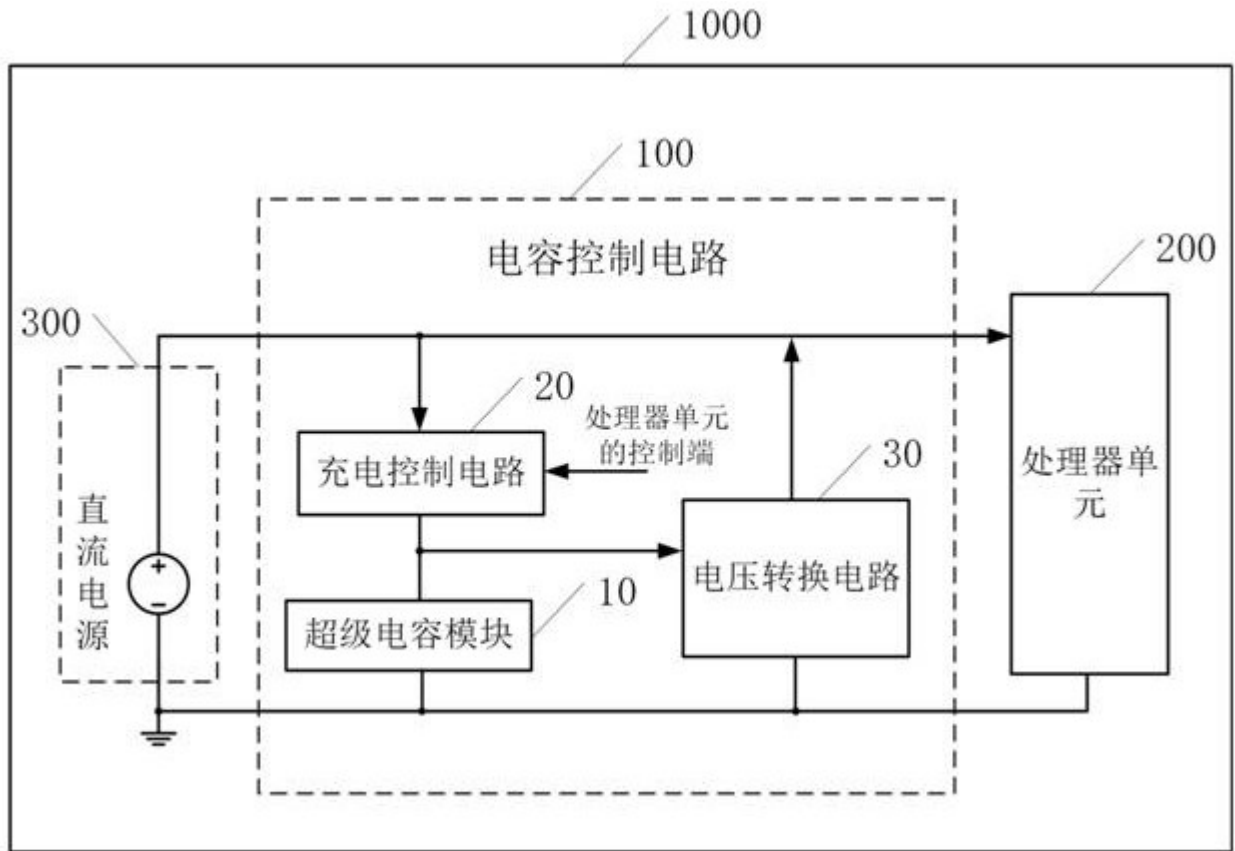 1000
100
电容控制电路
200
300
20
处理器单元
的控制端
充电控制电路
30
处理器单
元
直
流
电
源
+
-
电压转换电路
10
超级电容模块